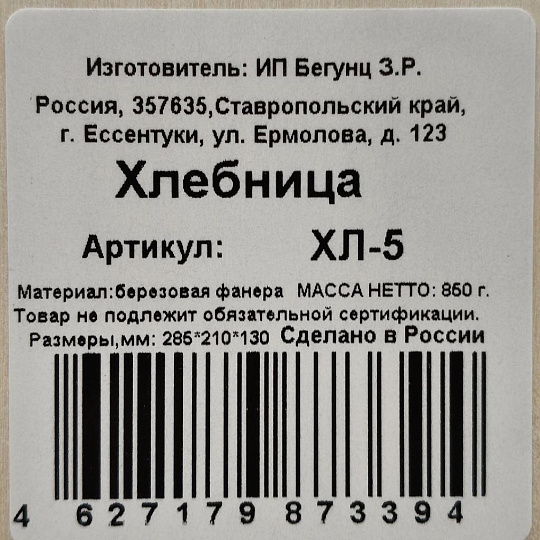 Изготовитель: ИП Бегунц З.Р.
Россия, 357635,Ставропольский край,
г. Ессентуки, ул. Ермолова, д. 123
Хлебница
Артикул: ХЛ-5
Материал:березовая фанера МАССА НЕТТО: 850 г.
Товар не подлежит обязательной сертификации.
Размеры,мм: 285*210*130 Сделано в России
4 627179 873394